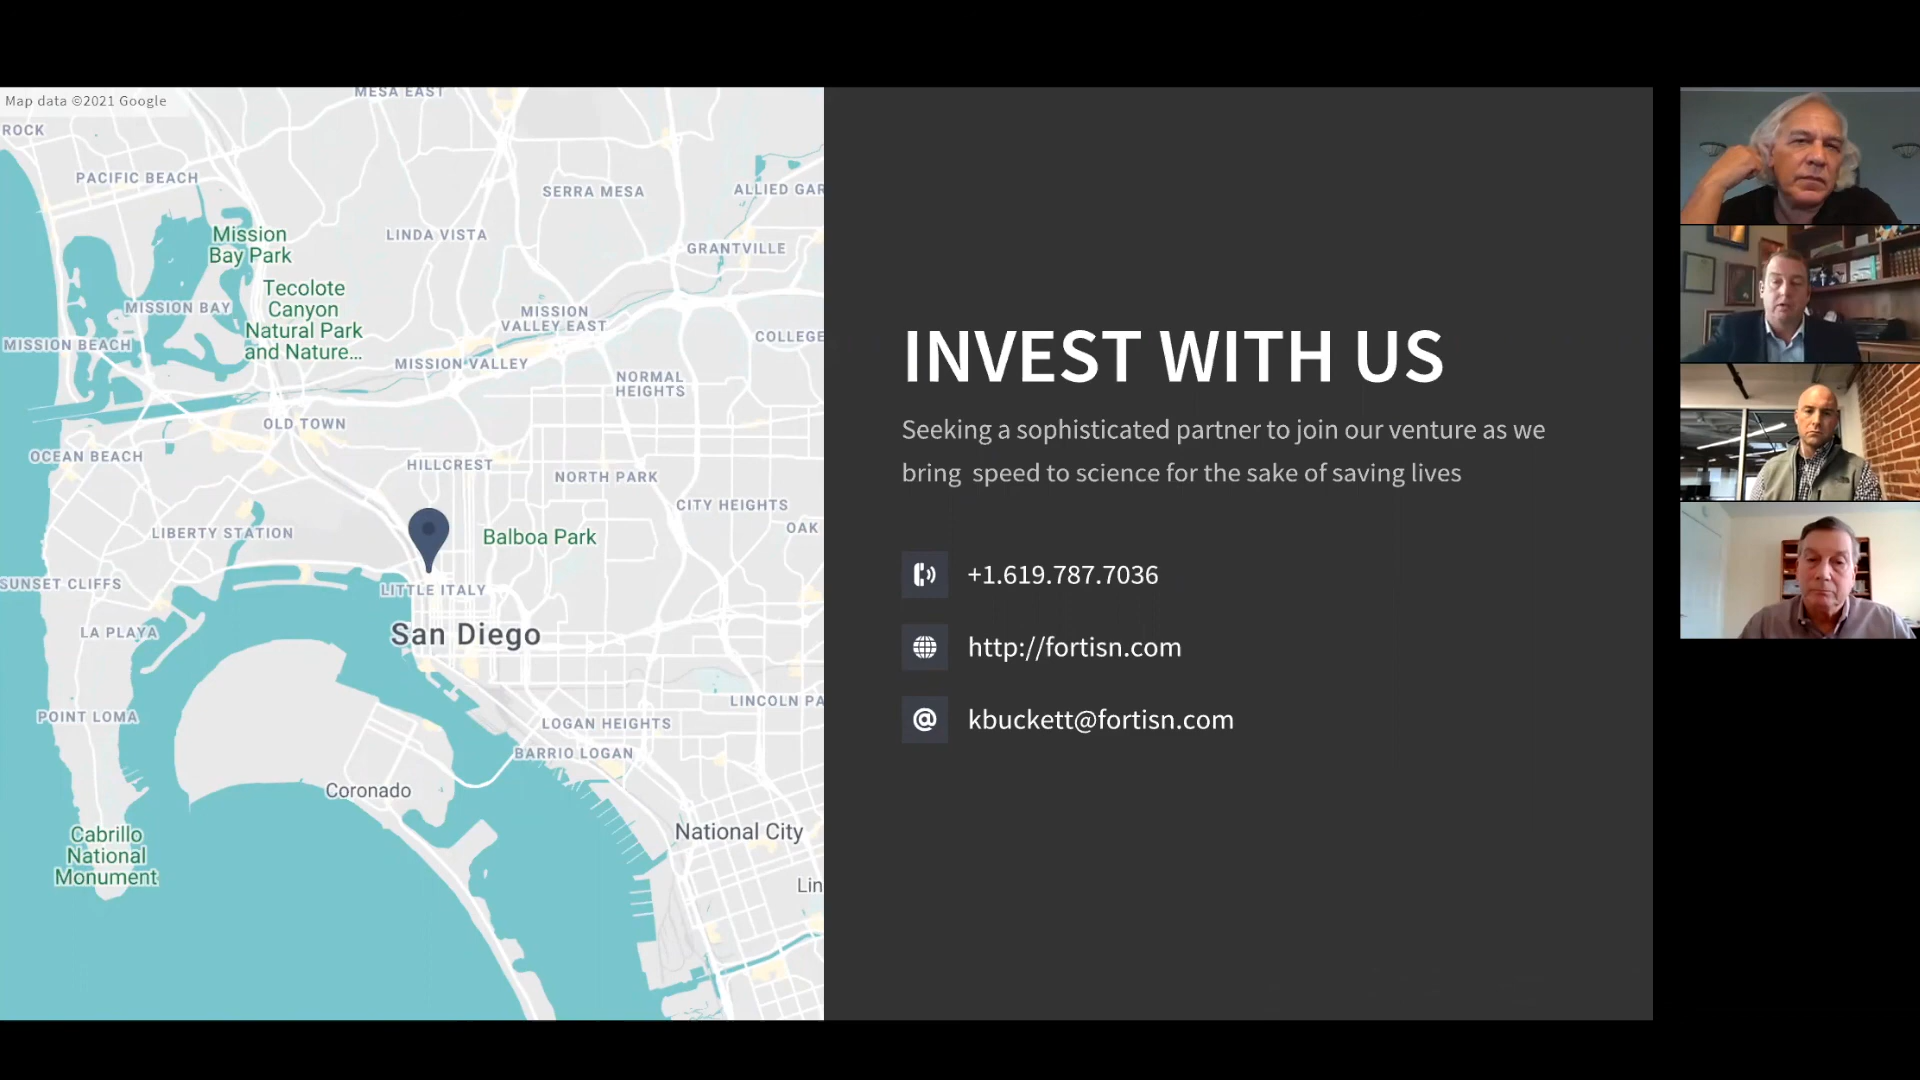 Map data ©2021 Google
MESA EAST
ROCK
PACIFIC BEACH
SERRA MESA
ALLIED GAR
Mission
Bay Park
LINDA VISTA
GRANTVILLE
Tecolote
Canyon
Natural Park
and Nature...
MISSION BAY
MISSION
VALLEY EAST
COLLEGE
MISSION BEACH
MISSION VALLEY
NORMAL
HEIGHTS
OLD TOWN
OCEAN BEACH
HILLCREST
NORTH PARK
CITY HEIGHTS
OAK
LIBERTY STATION
Balboa Park
SUNSET CLIFFS
LITTLE ITALY
LA PLAYA
San Diego
LINCOLN PA
POINT LOMA
LOGAN HEIGHTS
BARRIO LOGAN
Coronado
National City
Cabrillo
National
Monument
Lin
INVEST WITH US
Seeking a sophisticated partner to join our venture as we
bring speed to science for the sake of saving lives
+1.619.787.7036
http://fortisn.com
@ kbuckett@fortisn.com